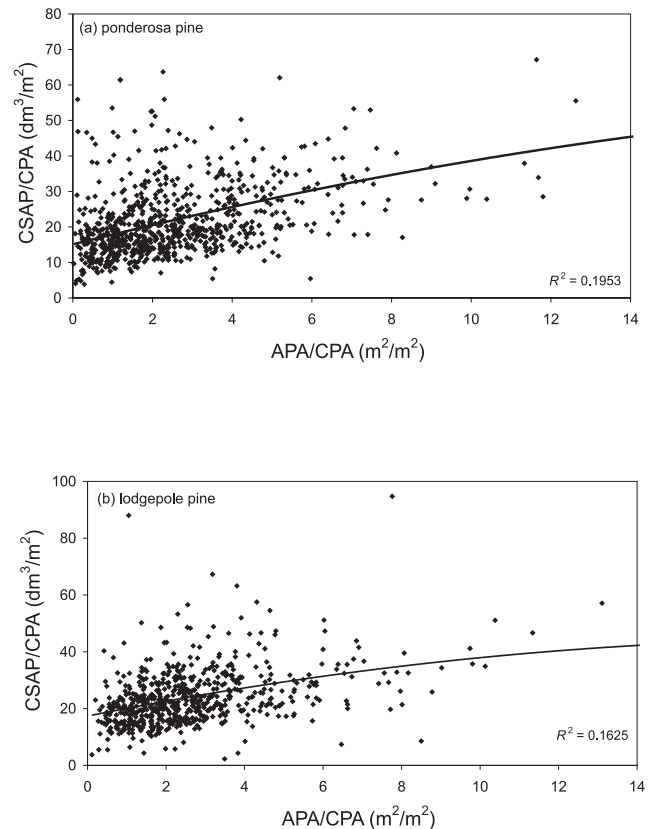 (a) ponderosa pine
80
70
60
50
40
30
20
10
0
CSAP/CPA (dm³/m²)
R² = 0.1953
0 2 4 6 8 10 12 14
APA/CPA (m²/m²)
(b) lodgepole pine
100
80
60
40
20
0
CSAP/CPA (dm³/m²)
R² = 0.1625
0 2 4 6 8 10 12 14
APA/CPA (m²/m²)